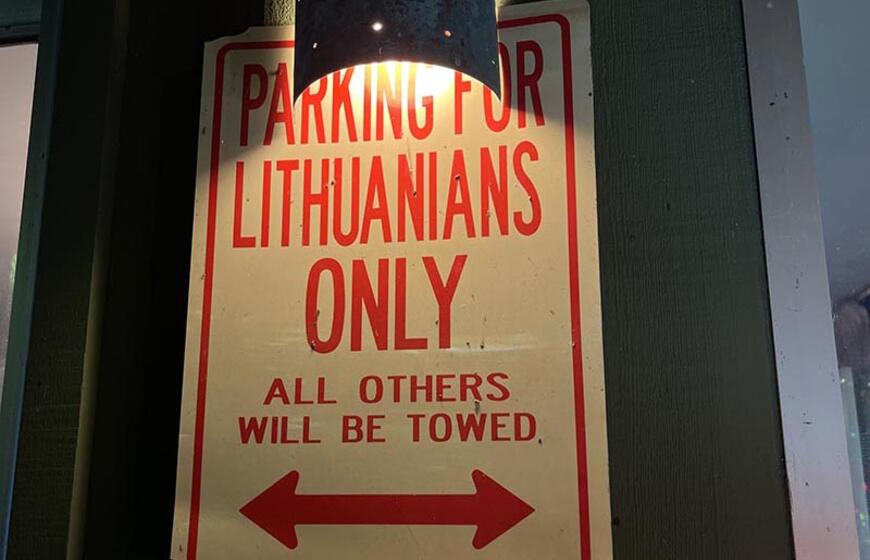 PARKING FOR
LITHUANIANS
ONLY
ALL OTHERS
WILL BE TOWED